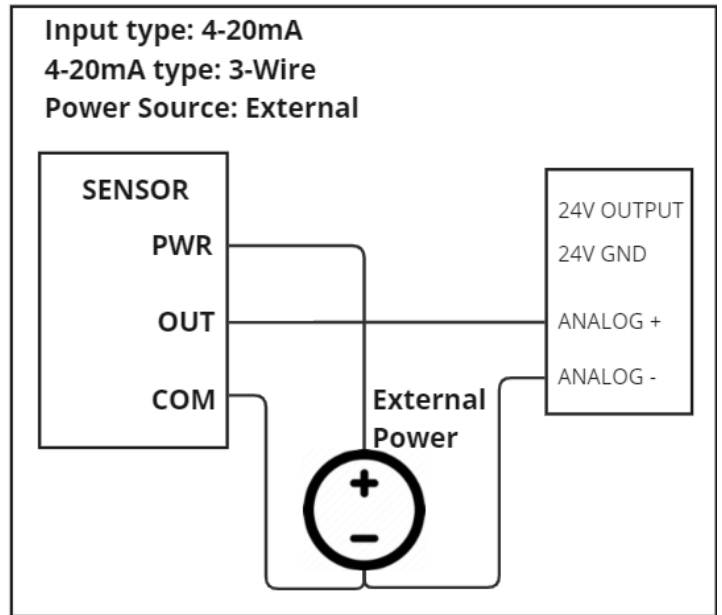 Input type: 4-20mA
4-20mA type: 3-Wire
Power Source: External
SENSOR
PWR
OUT
COM
24V OUTPUT
24V GND
ANALOG +
ANALOG -
External
Power
+
−